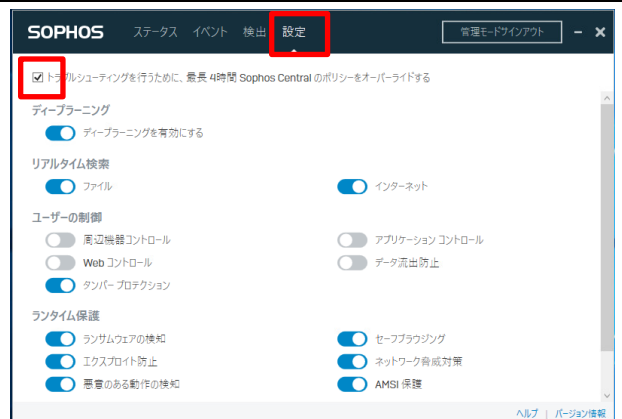 SOPHOS ステータス イベント 検出 設定 管理モードサインアウト
トラブルシューティングを行うために、最長 4時間 Sophos Central のポリシーをオーバーライドする
ディープラーニング
ディープラーニングを有効にする
リアルタイム検索
ファイル インターネット
ユーザーの制御
周辺機器コントロール アプリケーション コントロール
Web コントロール データ流出防止
タンパー プロテクション
ランタイム保護
ランサムウェアの検知 セーフブラウジング
エクスプロイト防止 ネットワーク脅威対策
悪意のある動作の検知 AMSI 保護
ヘルプ | バージョン情報